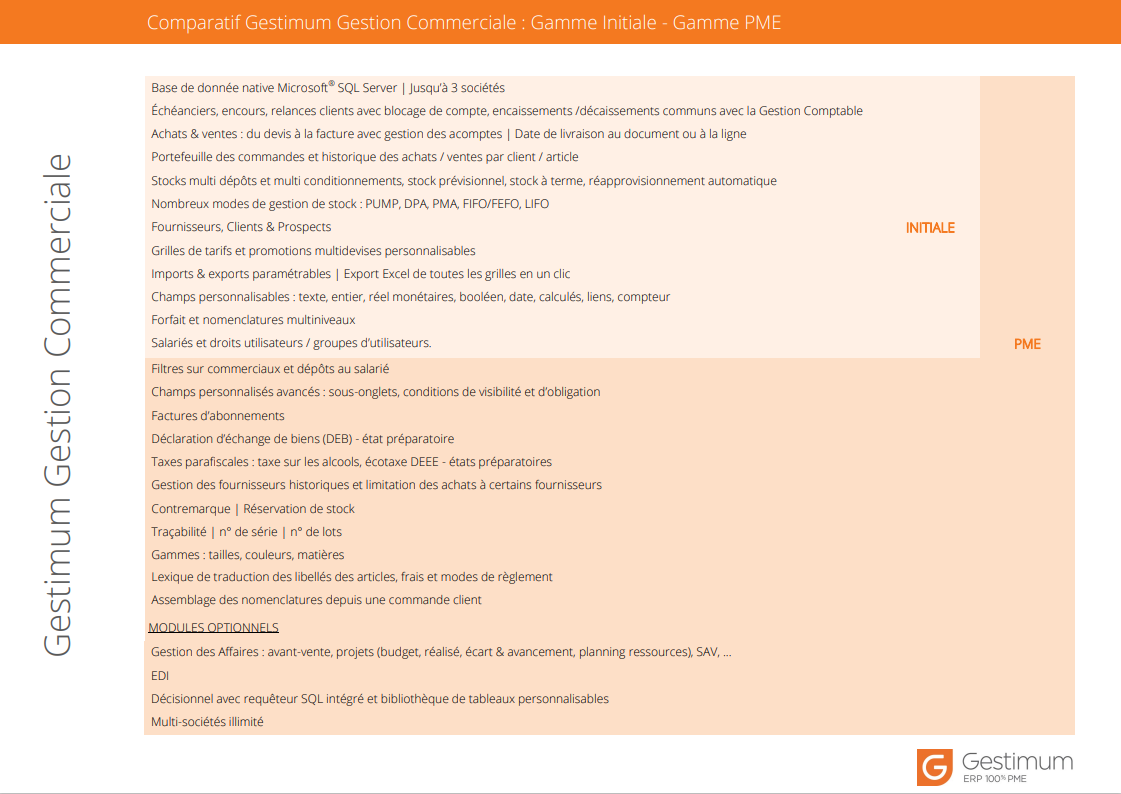 Comparatif Gestimum Gestion Commerciale : Gamme Initiale - Gamme PME
Gestimum Gestion Commerciale
Base de donnée native Microsoft® SQL Server | Jusqu'à 3 sociétés
Échéanciers, encours, relances clients avec blocage de compte, encaissements /décaissements communs avec la Gestion Comptable
Achats & ventes : du devis à la facture avec gestion des acomptes | Date de livraison au document ou à la ligne
Portefeuille des commandes et historique des achats / ventes par client / article
Stocks multi dépôts et multi conditionnements, stock prévisionnel, stock à terme, réapprovisionnement automatique
Nombreux modes de gestion de stock : PUMP, DPA, PMA, FIFO/FEFO, LIFO
Fournisseurs, Clients & Prospects
INITIALE
Grilles de tarifs et promotions multidevises personnalisables
Imports & exports paramétrables | Export Excel de toutes les grilles en un clic
Champs personnalisables : texte, entier, réel monétaires, booléen, date, calculés, liens, compteur
Forfait et nomenclatures multiniveaux
Salariés et droits utilisateurs / groupes d'utilisateurs.
PME
Filtres sur commerciaux et dépôts au salarié
Champs personnalisés avancés : sous-onglets, conditions de visibilité et d'obligation
Factures d'abonnements
Déclaration d'échange de biens (DEB) - état préparatoire
Taxes parafiscales : taxe sur les alcools, écotaxe DEEE - états préparatoires
Gestion des fournisseurs historiques et limitation des achats à certains fournisseurs
Contremarque | Réservation de stock
Traçabilité | n° de série | n° de lots
Gammes : tailles, couleurs, matières
Lexique de traduction des libellés des articles, frais et modes de règlement
Assemblage des nomenclatures depuis une commande client
MODULES OPTIONNELS
Gestion des Affaires : avant-vente, projets (budget, réalisé, écart & avancement, planning ressources), SAV, ...
EDI
Décisionnel avec requêteur SQL intégré et bibliothèque de tableaux personnalisables
Multi-sociétés illimité
G Gestimum
ERP 100% PME